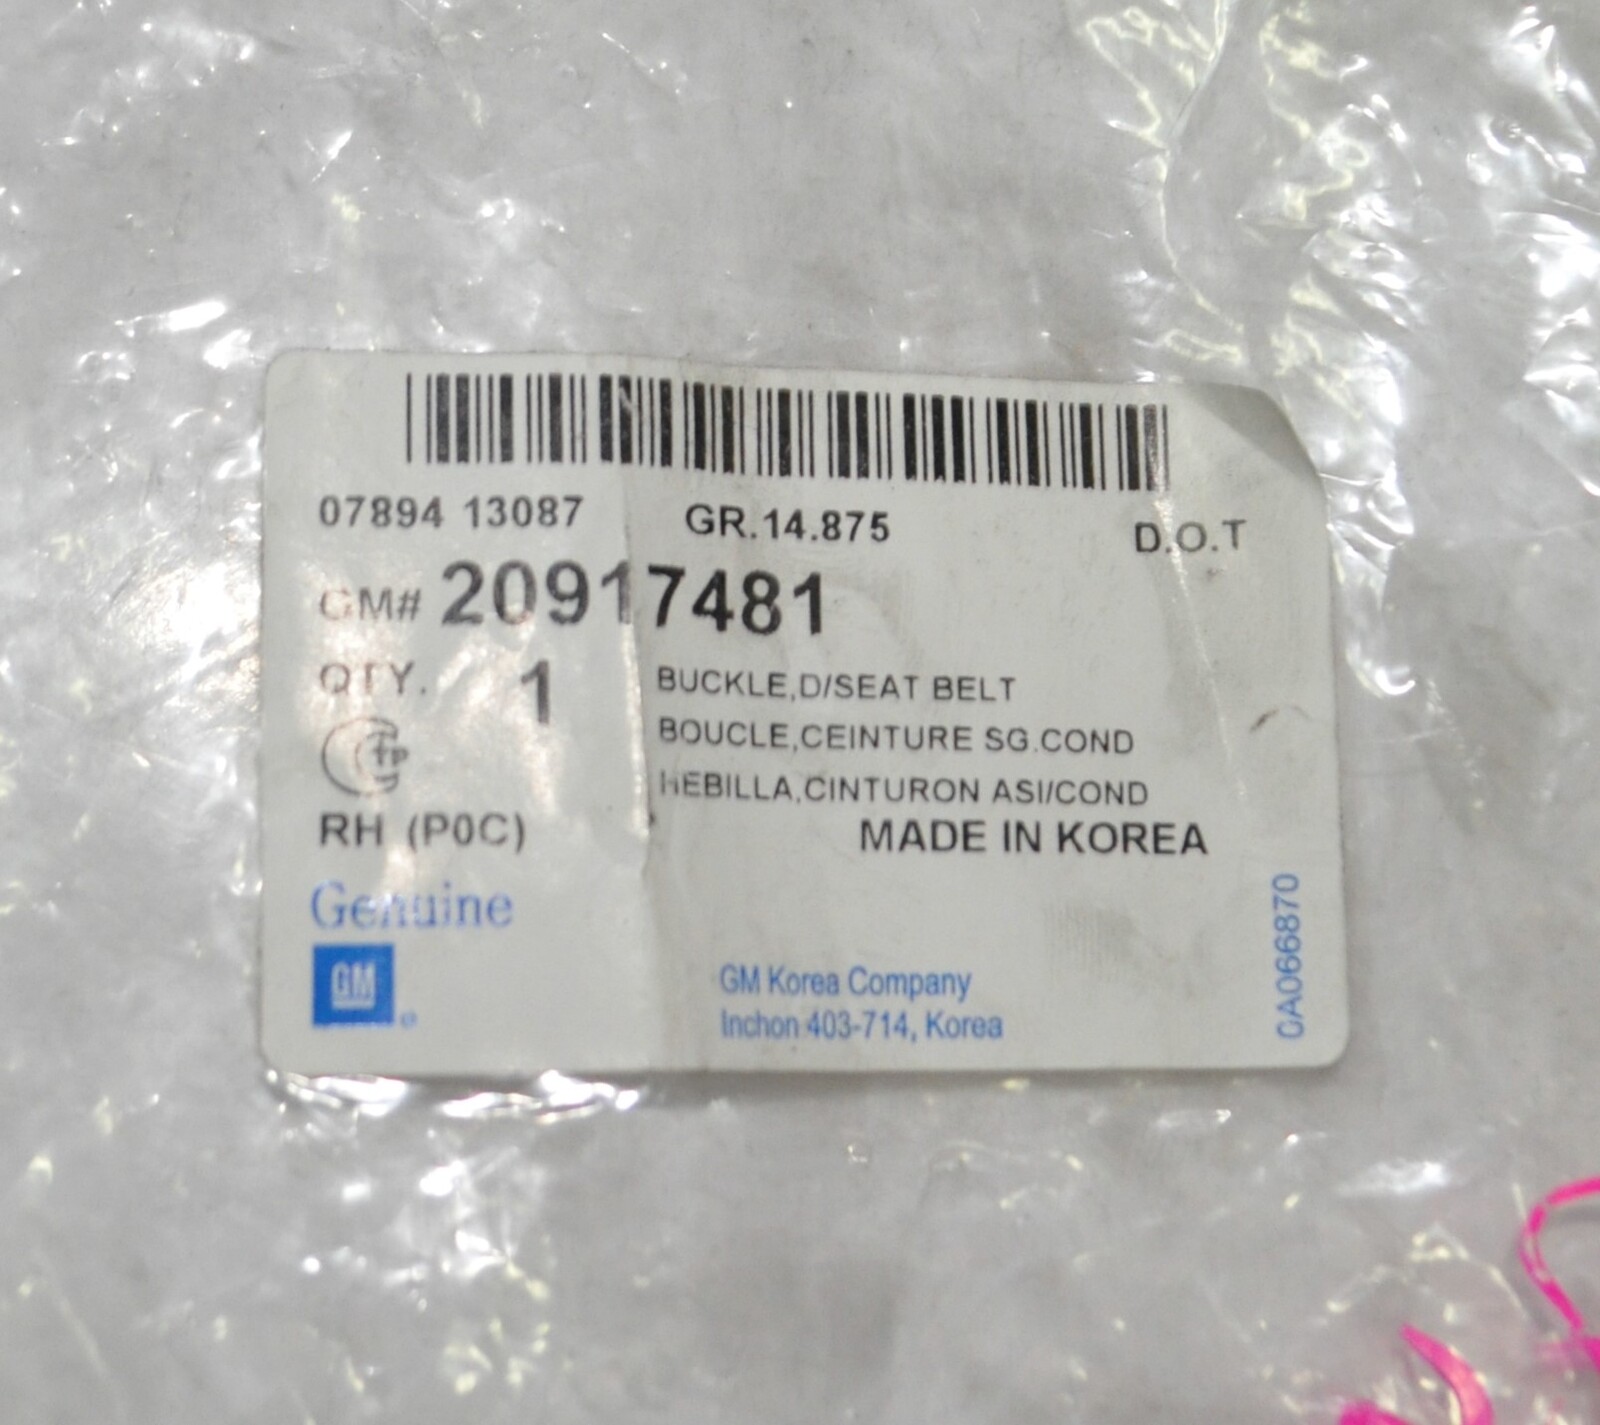 07894 13087 GR.14.875 D.O.T
GM# 20917481
QTY. 1 BUCKLE,D/SEAT BELT
BOUCLE,CEINTURE SG.COND
HEBILLA,CINTURON ASI/COND
RH (P0C) MADE IN KOREA
Genuine
GM
GM Korea Company
Inchon 403-714, Korea
0A066870